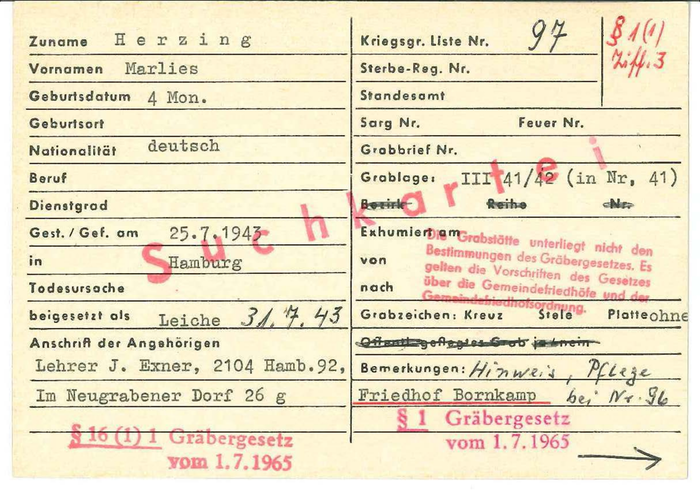 Zuname Herzing
Vornamen Marlies
Geburtsdatum 4 Mon.
Geburtsort
Nationalität deutsch
Beruf
Dienstgrad
Gest. / Gef. am 25.7.1943
in Hamburg
Todesursache
beigesetzt als Leiche 31.7.43
Anschrift der Angehörigen
Lehrer J. Exner, 2104 Hamb.92,
Im Neugrabener Dorf 26 g
§ 16 (1) 1 Gräbergesetz
vom 1.7.1965
Suchkartei
Kriegsgr. Liste Nr. 97
§ 1(1)
Ziff. 3
Sterbe-Reg. Nr.
Standesamt
Sarg Nr. Feuer Nr.
Grabbrief Nr.
Grablage: III 41/42 (in Nr, 41)
Bezirk Reihe Nr.
Exhumiert am
von
nach
Die Grabstätte unterliegt nicht den
Bestimmungen des Gräbergesetzes. Es
gelten die Vorschriften des Gesetzes
über die Gemeindefriedhöfe und der
Gemeindefriedhofsordnung.
Grabzeichen: Kreuz Stele Platte ohne
Öffentl. gepflegtes Grab ja / nein
Bemerkungen: Hinweis, Pflege
Friedhof Bornkamp bei Nr. 96
§ 1 Gräbergesetz
vom 1.7.1965